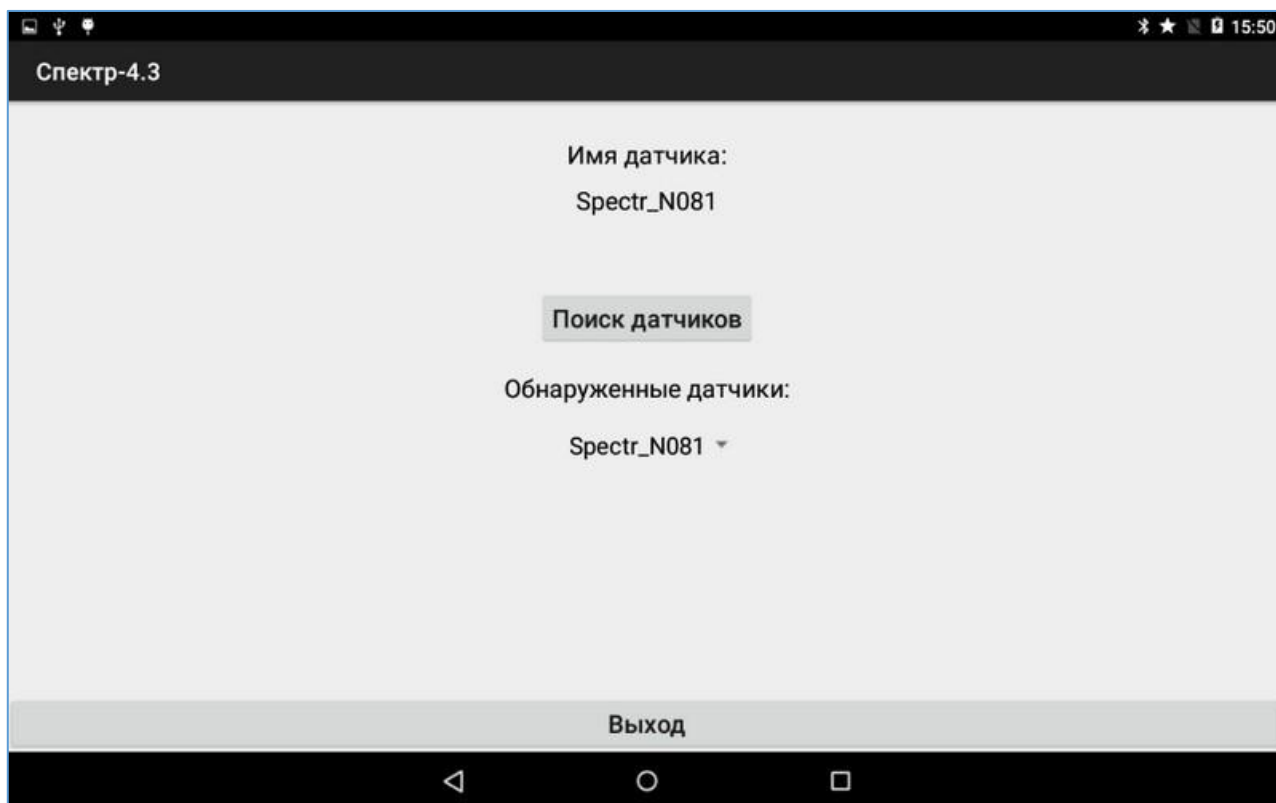 15:50
Спектр-4.3
Имя датчика:
Spectr_N081
Поиск датчиков
Обнаруженные датчики:
Spectr_N081
Выход